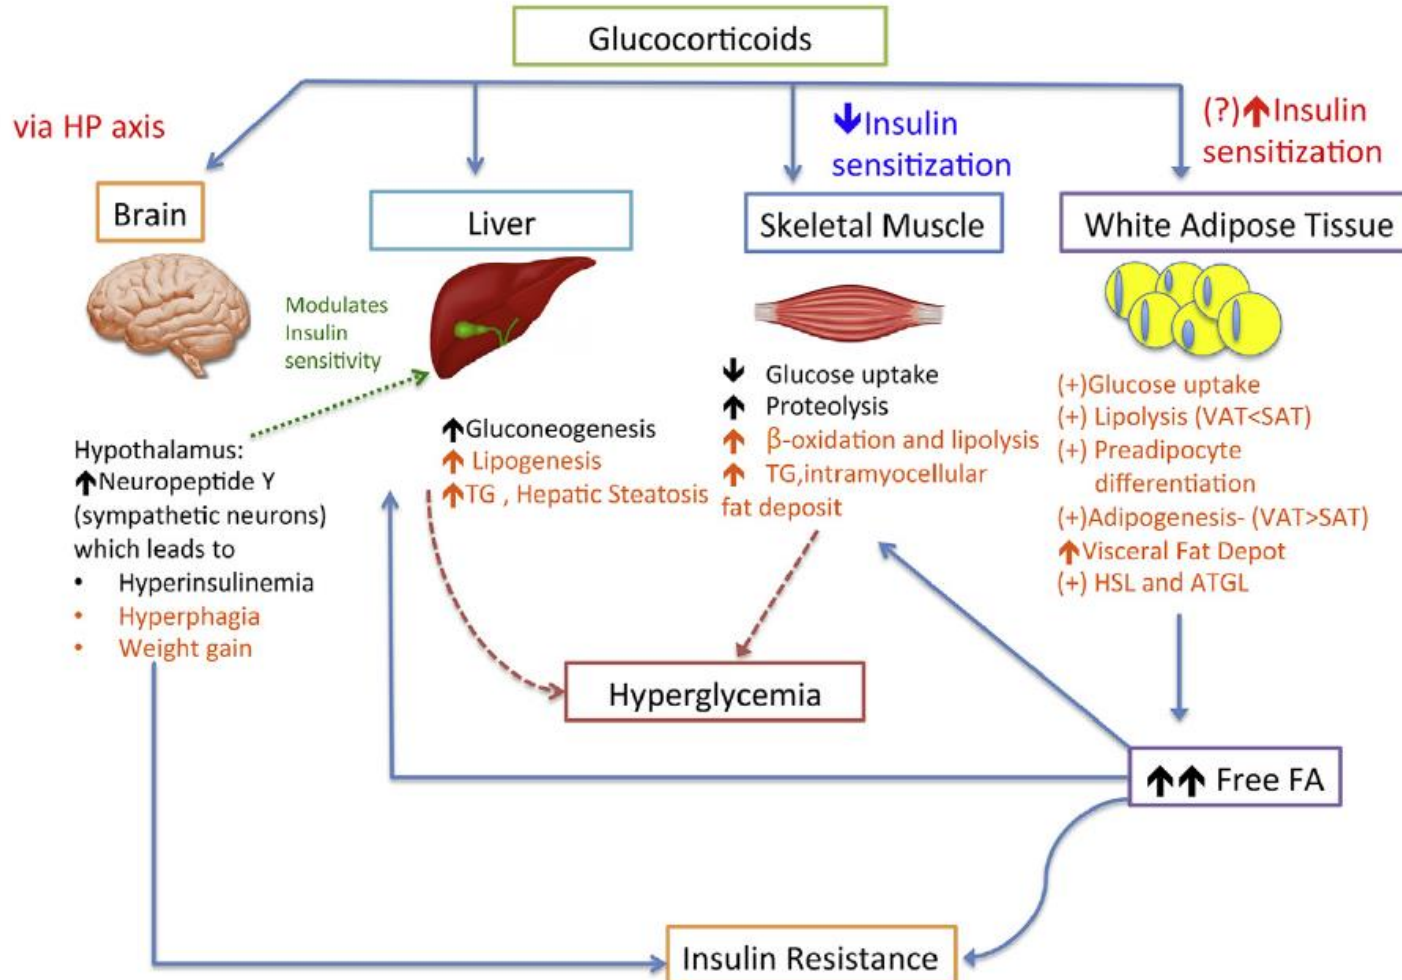 Glucocorticoids
via HP axis
🡻Insulin
sensitization
(?)🡹Insulin
sensitization
Brain
Liver
Skeletal Muscle
White Adipose Tissue
Modulates
Insulin
sensitivity
Hypothalamus:
🡹Neuropeptide Y
(sympathetic neurons)
which leads to
• Hyperinsulinemia
• Hyperphagia
• Weight gain
🡹Gluconeogenesis
🡹 Lipogenesis
🡹TG , Hepatic Steatosis
🡻 Glucose uptake
🡹 Proteolysis
🡹 β-oxidation and lipolysis
🡹 TG,intramyocellular
fat deposit
(+)Glucose uptake
(+) Lipolysis (VAT<SAT)
(+) Preadipocyte
differentiation
(+)Adipogenesis- (VAT>SAT)
🡹Visceral Fat Depot
(+) HSL and ATGL
Hyperglycemia
🡹🡹 Free FA
Insulin Resistance